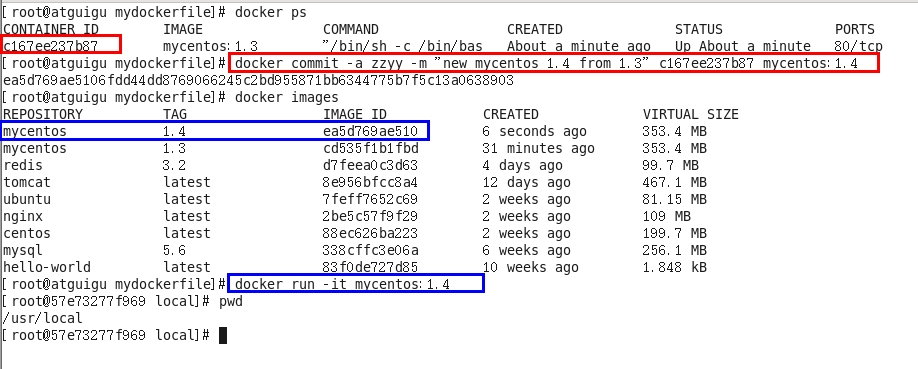 [root@atguigu mydockerfile]# docker ps
CONTAINER ID IMAGE COMMAND CREATED STATUS PORTS
c167ee237b87 mycentos:1.3 "/bin/sh -c /bin/bas About a minute ago Up About a minute 80/tcp
[root@atguigu mydockerfile]# docker commit -a zzyy -m "new mycentos 1.4 from 1.3" c167ee237b87 mycentos:1.4
ea5d769ae5106fdd44dd8769066245c2bd955871bb6344775b7f5c13a0638903
[root@atguigu mydockerfile]# docker images
REPOSITORY TAG IMAGE ID CREATED VIRTUAL SIZE
mycentos 1.4 ea5d769ae510 6 seconds ago 353.4 MB
mycentos 1.3 cd535f1b1fbd 31 minutes ago 353.4 MB
redis 3.2 d7feea0c3d63 4 days ago 99.7 MB
tomcat latest 8e956bfcc8a4 12 days ago 467.1 MB
ubuntu latest 7feff7652c69 2 weeks ago 81.15 MB
nginx latest 2be5c57f9f29 2 weeks ago 109 MB
centos latest 88ec626ba223 2 weeks ago 199.7 MB
mysql 5.6 338cffc3e06a 6 weeks ago 256.1 MB
hello-world latest 83f0de727d85 10 weeks ago 1.848 kB
[root@atguigu mydockerfile]# docker run -it mycentos:1.4
[root@57e73277f969 local]# pwd
/usr/local
[root@57e73277f969 local]#